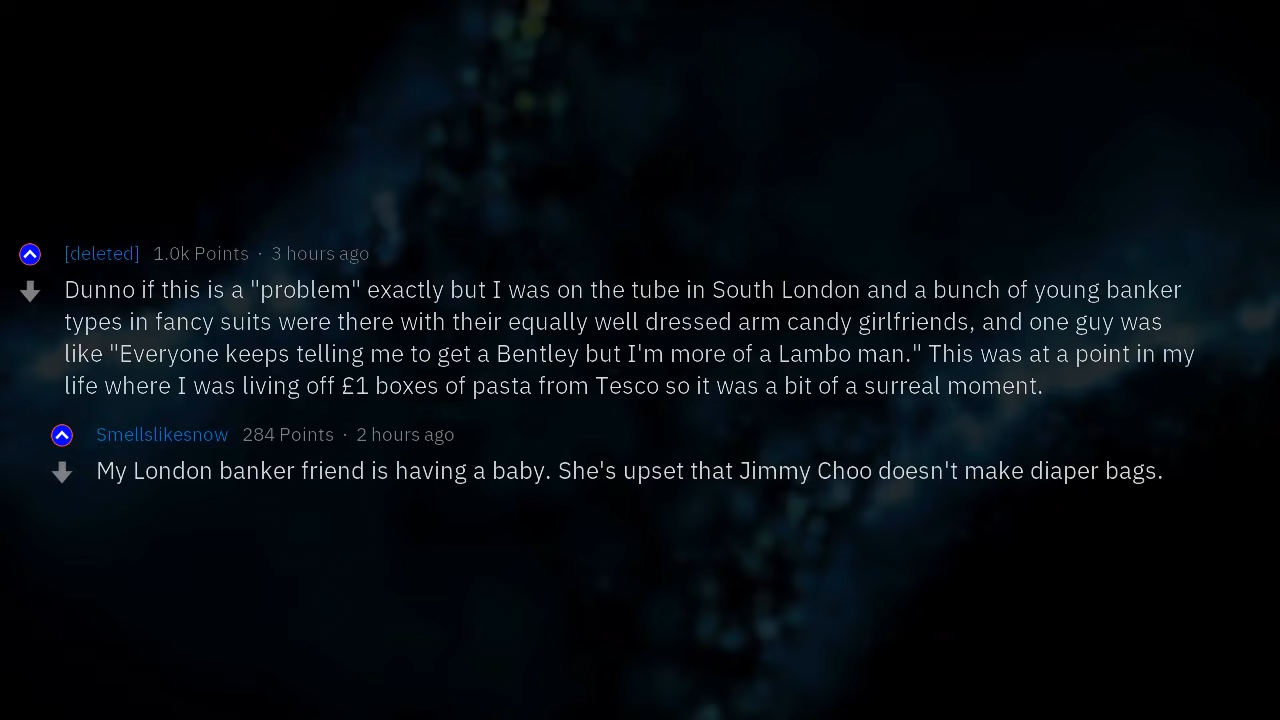 [deleted] 1.0k Points · 3 hours ago
Dunno if this is a "problem" exactly but I was on the tube in South London and a bunch of young banker
types in fancy suits were there with their equally well dressed arm candy girlfriends, and one guy was
like "Everyone keeps telling me to get a Bentley but I'm more of a Lambo man." This was at a point in my
life where I was living off £1 boxes of pasta from Tesco so it was a bit of a surreal moment.
Smellslikesnow 284 Points · 2 hours ago
My London banker friend is having a baby. She's upset that Jimmy Choo doesn't make diaper bags.